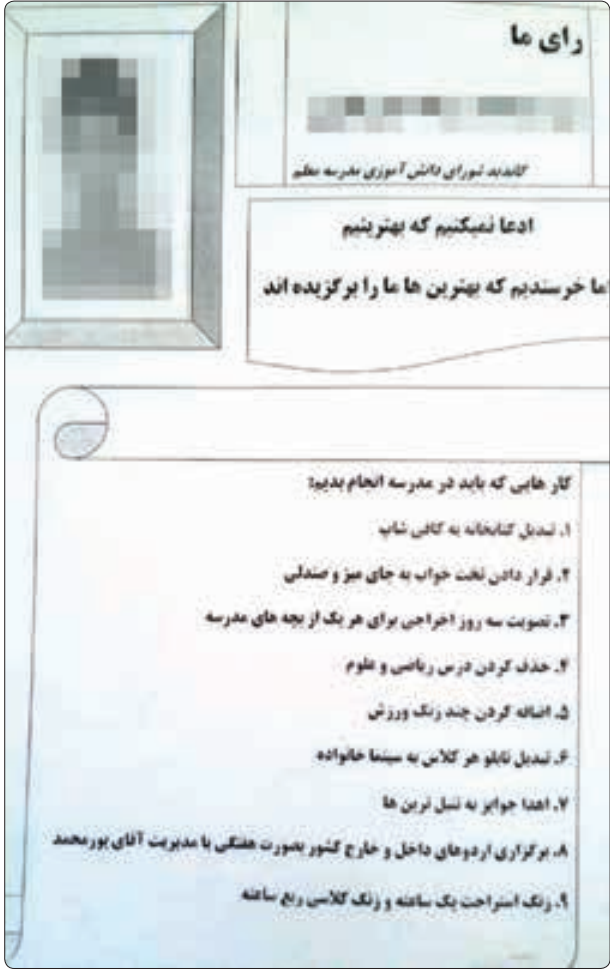 رای ما
کاندید شورای دانش آموزی مدرسه معلم
ادعا نمیکنیم که بهترینیم
اما خرسندیم که بهترین ها ما را برگزیده اند
کار هایی که باید در مدرسه انجام بدیم:
۱. تبدیل کتابخانه به کافی شاپ
۲. قرار دادن تخت خواب به جای میز و صندلی
۳. تصویت سه روز اخراجی برای هر یک از بچه های مدرسه
۴. حذف کردن درس ریاضی و علوم
۵. اضافه کردن چند زنگ ورزش
۶. تبدیل تابلو هر کلاس به سینما خانواده
۷. اهدا جوایز به تنبل ترین ها
۸. برگزاری اردوهای داخل و خارج کشور بصورت هفتگی با مدیریت آقای پورمحمد
۹. زنگ استراحت یک ساعته و زنگ کلاسی ربع ساعته